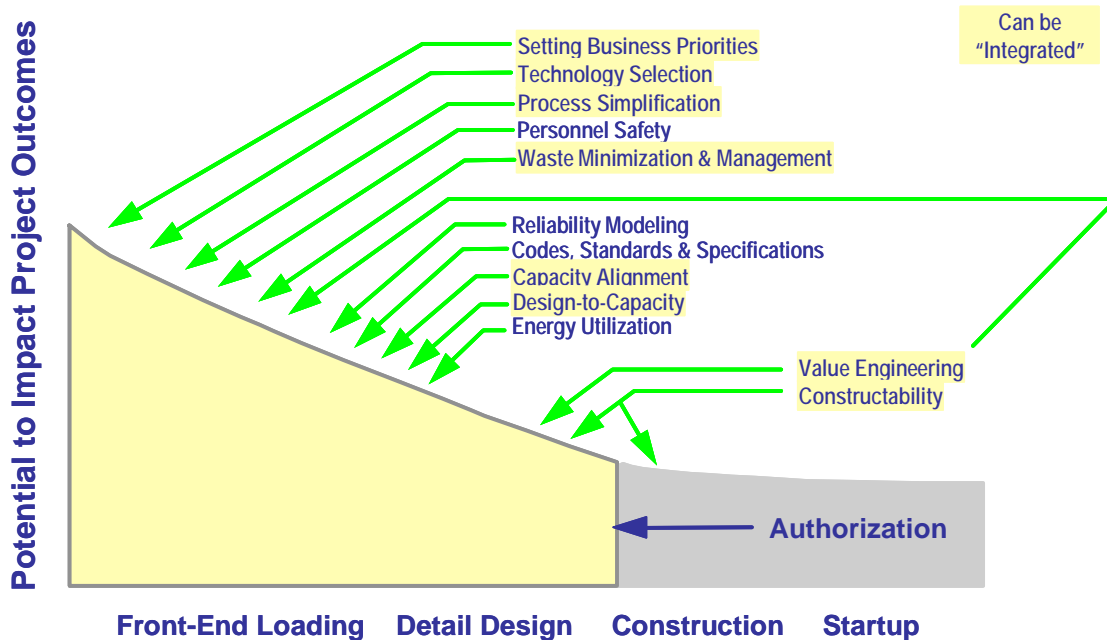 Potential to Impact Project Outcomes
Can be
“Integrated”
Setting Business Priorities
Technology Selection
Process Simplification
Personnel Safety
Waste Minimization & Management
Reliability Modeling
Codes, Standards & Specifications
Capacity Alignment
Design-to-Capacity
Energy Utilization
Value Engineering
Constructability
Authorization
Front-End Loading Detail Design Construction Startup